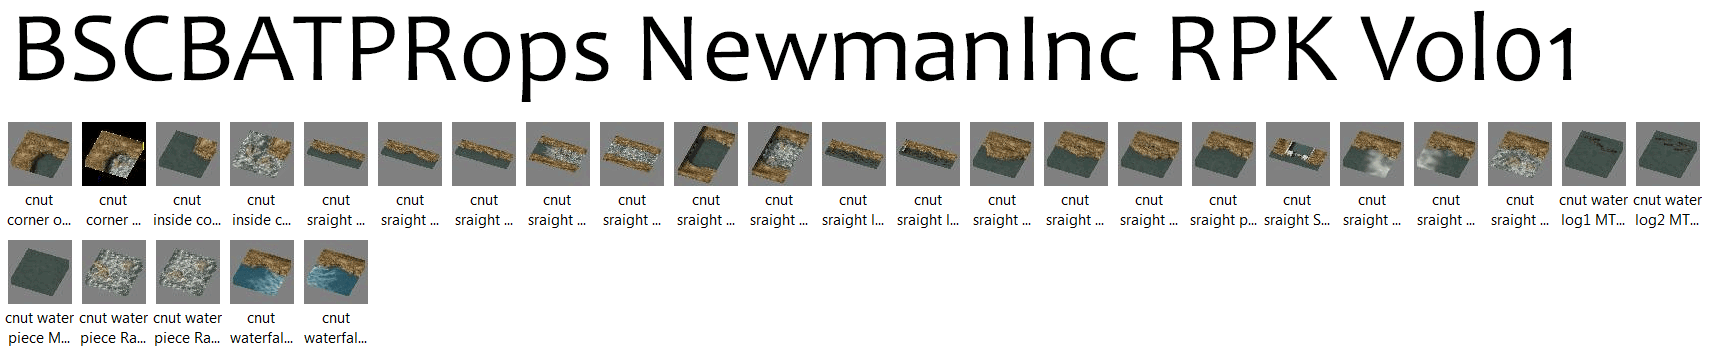 BSCBATPRops NewmanInc RPK Vol01
cnut
corner o...
cnut
corner ...
cnut
inside co...
cnut
inside c...
cnut
sraight ...
cnut
sraight ...
cnut
sraight ...
cnut
sraight ...
cnut
sraight ...
cnut
sraight ...
cnut
sraight ...
cnut
sraight l...
cnut
sraight l...
cnut
sraight ...
cnut
sraight ...
cnut
sraight ...
cnut
sraight p...
cnut
sraight S...
cnut
sraight ...
cnut
sraight ...
cnut
sraight ...
cnut water
log1 MT...
cnut water
log2 MT...
cnut water
piece M...
cnut water
piece Ra...
cnut water
piece Ra...
cnut
waterfal...
cnut
waterfal...